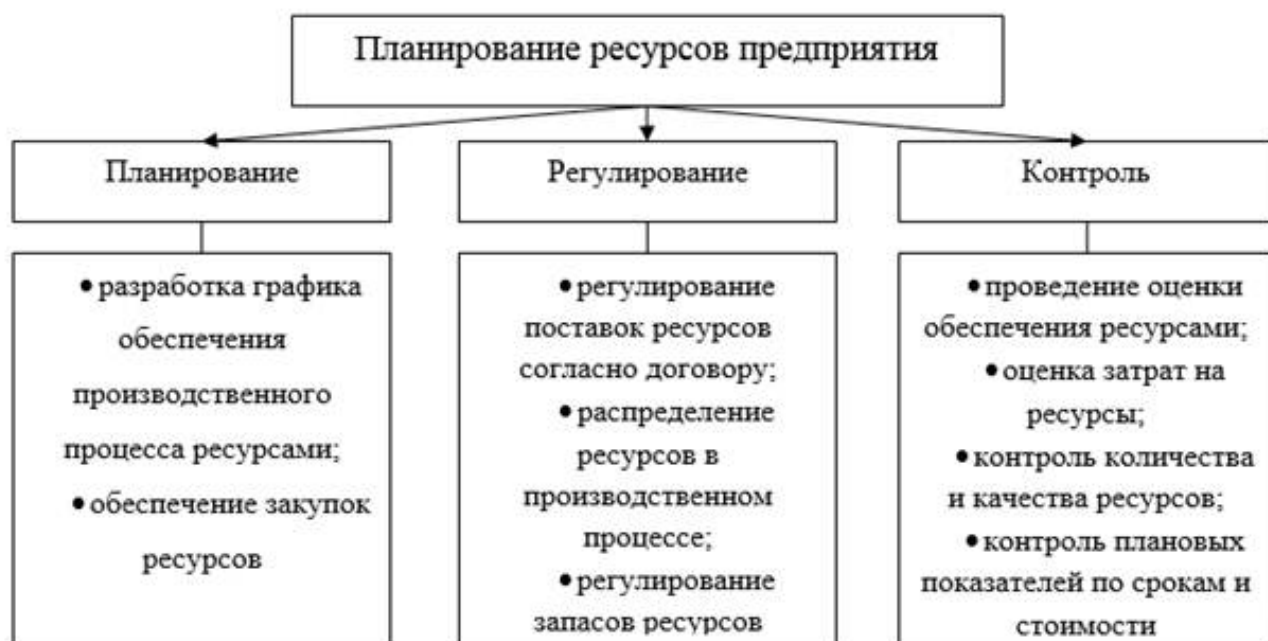 Планирование ресурсов предприятия
Планирование
Регулирование
Контроль
•разработка графика
обеспечения
производственного
процесса ресурсами;
•обеспечение закупок
ресурсов
•регулирование
поставок ресурсов
согласно договору;
•распределение
ресурсов в
производственном
процессе;
•регулирование
запасов ресурсов
•проведение оценки
обеспечения ресурсами;
•оценка затрат на
ресурсы;
•контроль количества
и качества ресурсов;
•контроль плановых
показателей по срокам и
стоимости